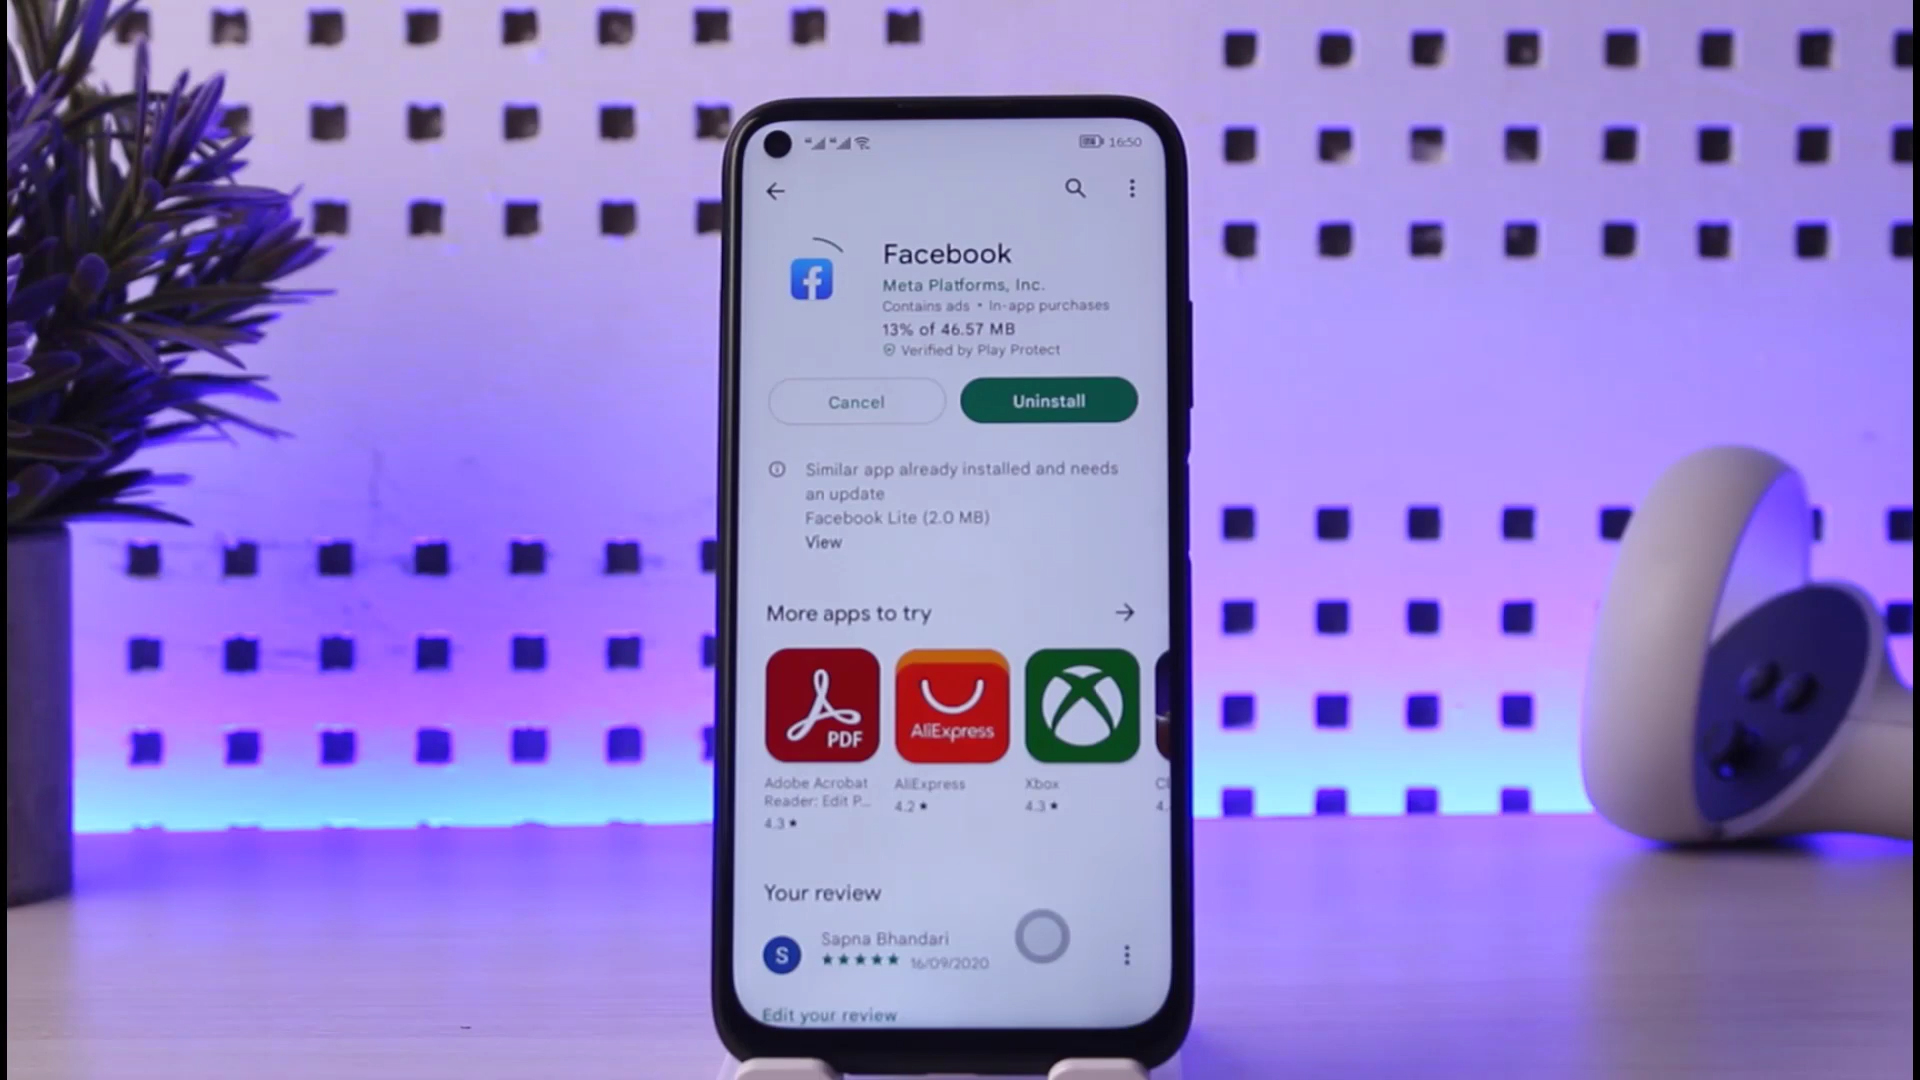 16:50
Facebook
Meta Platforms, Inc.
Contains ads • In-app purchases
13% of 46.57 MB
Verified by Play Protect
Cancel
Uninstall
Similar app already installed and needs
an update
Facebook Lite (2.0 MB)
View
More apps to try
PDF
AliExpress
Adobe Acrobat
Reader: Edit P...
4.3 ★
AliExpress
4.2 ★
Xbox
4.3 ★
4.
Your review
S
Sapna Bhandari
★★★★★ 16/09/2020
Edit your review